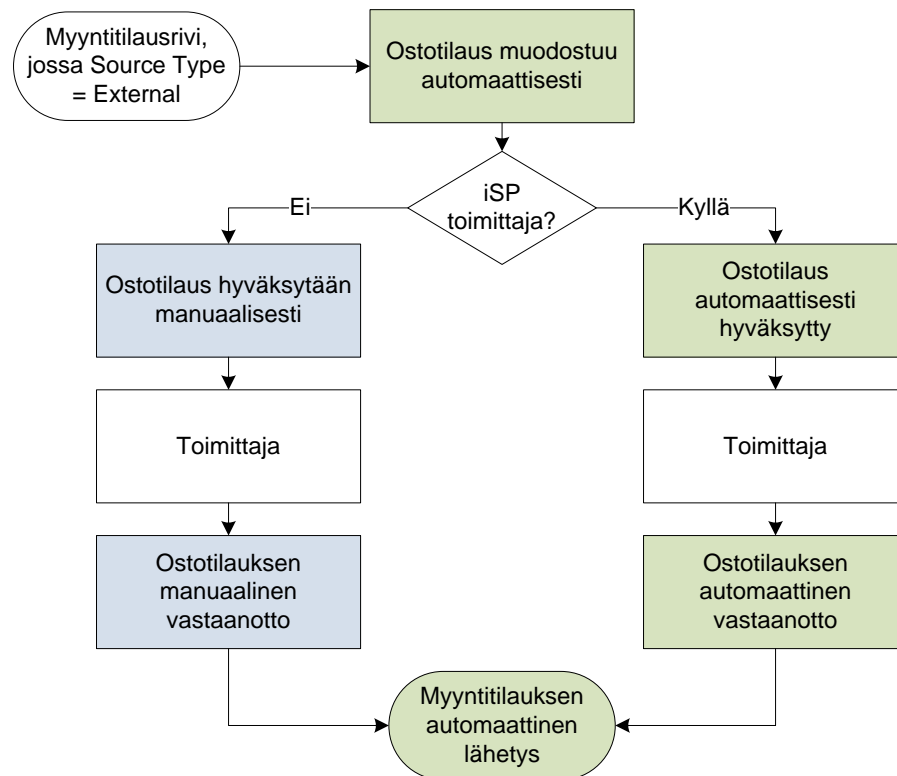 Myyntitilausrivi,
jossa Source Type
= External
Ostotilaus muodostuu
automaattisesti
iSP
toimittaja?
Ei
Kyllä
Ostotilaus hyväksytään
manuaalisesti
Ostotilaus
automaattisesti
hyväksytty
Toimittaja
Toimittaja
Ostotilauksen
manuaalinen
vastaanotto
Ostotilauksen
automaattinen
vastaanotto
Myyntitilauksen
automaattinen
lähetys